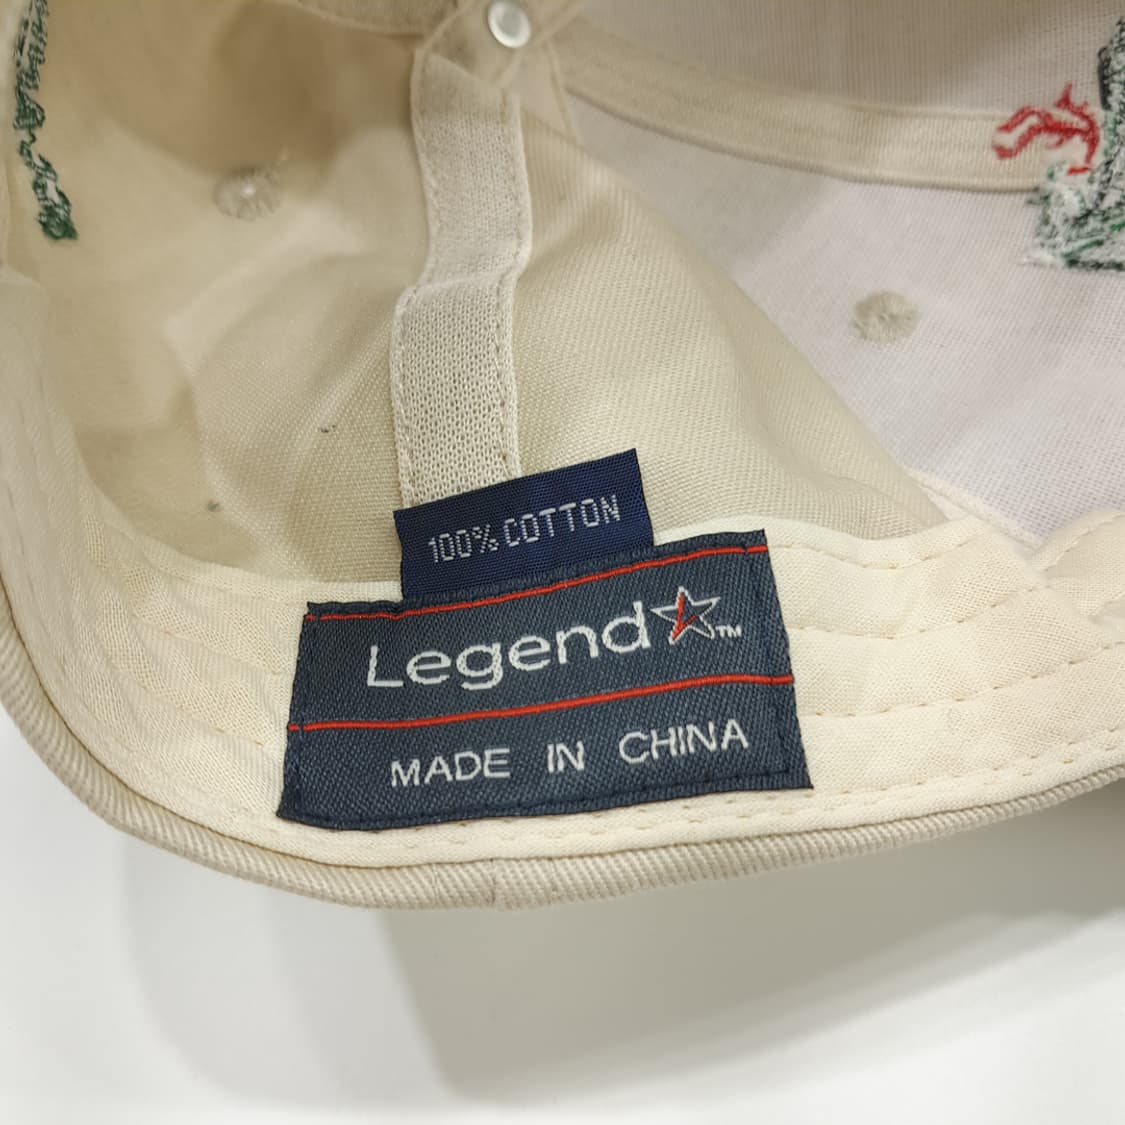 100% COTTON
Legend™
MADE IN CHINA